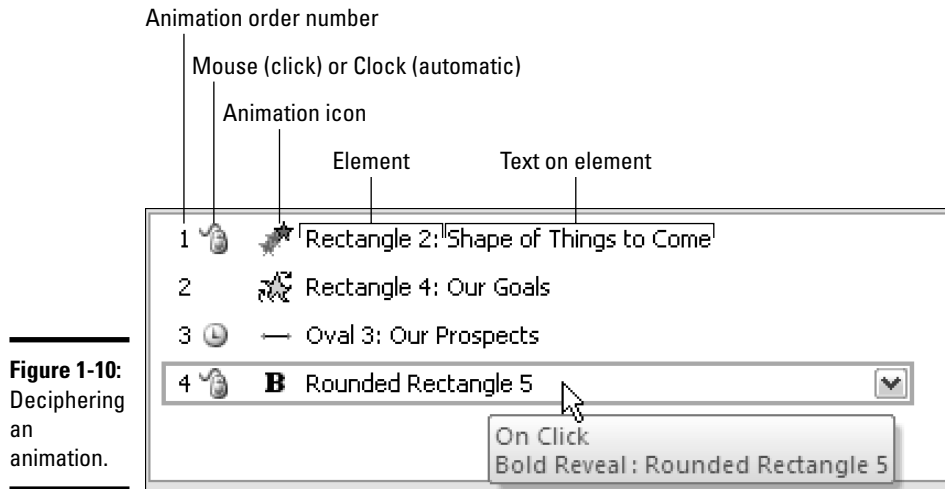 Animation order number
Mouse (click) or Clock (automatic)
Animation icon
Element
Text on element
1 Rectangle 2: Shape of Things to Come
2 Rectangle 4: Our Goals
3 Oval 3: Our Prospects
4 B Rounded Rectangle 5
On Click
Bold Reveal : Rounded Rectangle 5
Figure 1-10:
Deciphering
an
animation.